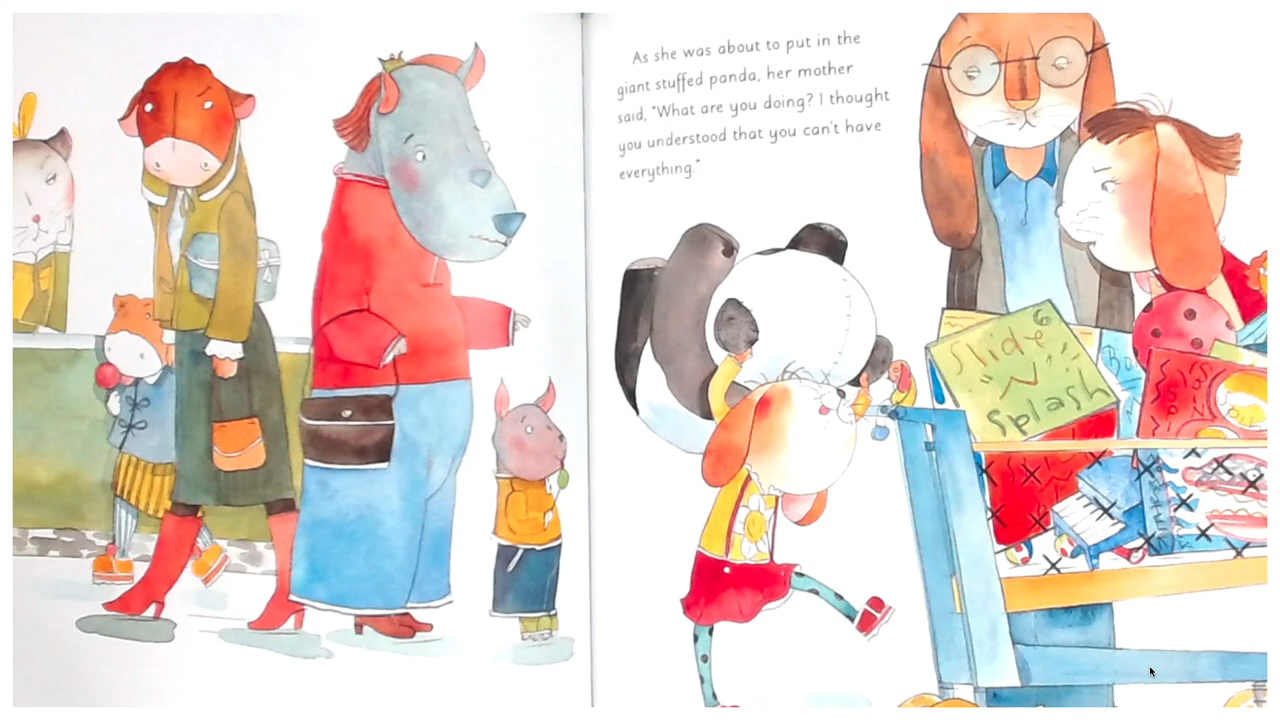 As she was about to put in the
giant stuffed panda, her mother
said, "What are you doing? I thought
you understood that you can't have
everything."
Slide
Splash